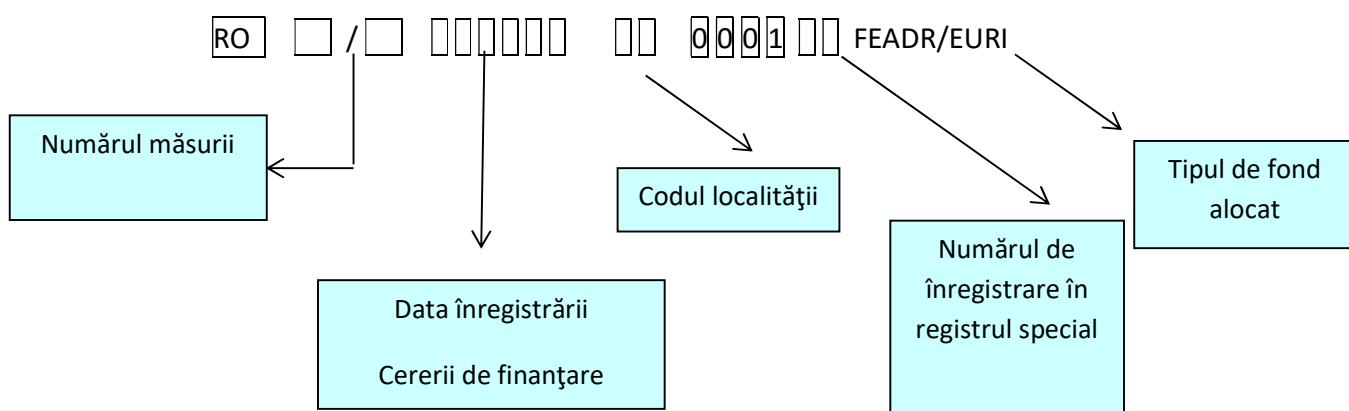 RO / 0001 FEADR/EURI
Numărul măsurii
Data înregistrării
Cererii de finanţare
Codul localităţii
Numărul de
înregistrare în
registrul special
Tipul de fond
alocat